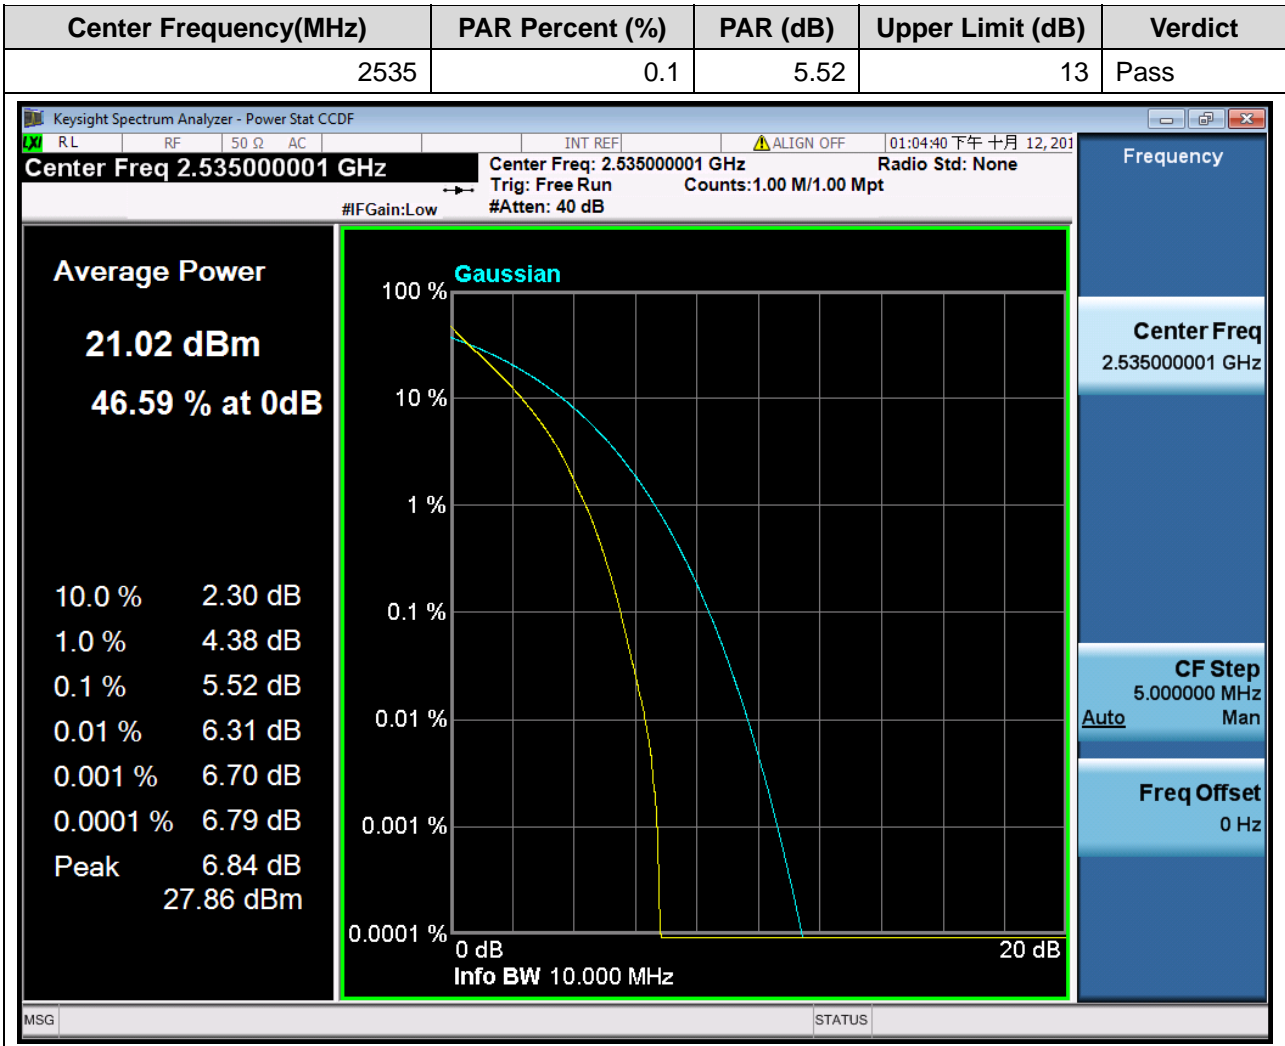 Center Frequency(MHz) PAR Percent (%) PAR (dB) Upper Limit (dB) Verdict
2535 0.1 5.52 13 Pass
Keysight Spectrum Analyzer - Power Stat CCDF
LXI RL RF 50 Ω AC INT REF ALIGN OFF 01:04:40 下午 十月 12, 201
Center Freq 2.535000001 GHz
#IFGain:Low
Center Freq: 2.535000001 GHz Radio Std: None
Trig: Free Run Counts:1.00 M/1.00 Mpt
#Atten: 40 dB
Average Power
21.02 dBm
46.59 % at 0dB
10.0 % 2.30 dB
1.0 % 4.38 dB
0.1 % 5.52 dB
0.01 % 6.31 dB
0.001 % 6.70 dB
0.0001 % 6.79 dB
Peak 6.84 dB
27.86 dBm
Gaussian
100 %
10 %
1 %
0.1 %
0.01 %
0.001 %
0.0001 %
0 dB 20 dB
Info BW 10.000 MHz
Frequency
Center Freq
2.535000001 GHz
CF Step
5.000000 MHz
Auto Man
Freq Offset
0 Hz
MSG STATUS